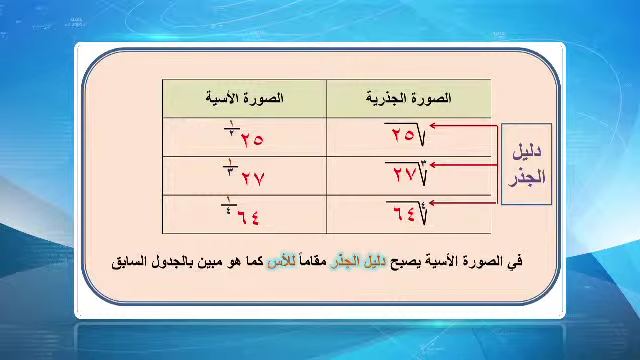 الصورة الجذرية الصورة الأسية
√٢٥ ٢٥^(١/٢)
∛٢٧ ٢٧^(١/٣)
∜٦٤ ٦٤^(١/٤)
دليل
الجذر
في الصورة الأسية يصبح دليل الجذّر مقاماً للأس كما هو مبين بالجدول السابق